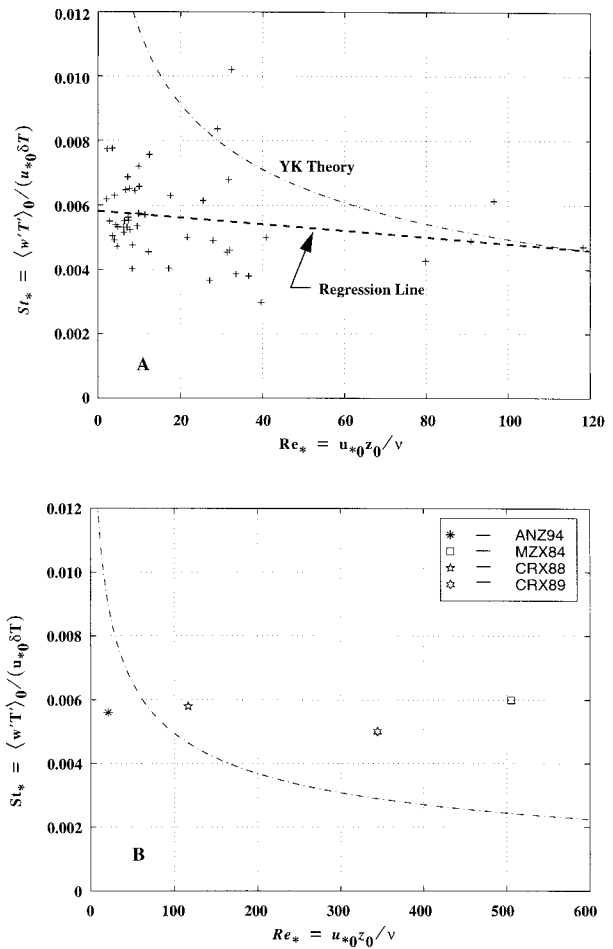 0.012
0.010
0.008
0.006
0.004
0.002
0
St* = ⟨w'T'⟩0/(u*0δT)
YK Theory
Regression Line
A
0 20 40 60 80 100 120
Re* = u*0z0/ν
0.012
0.010
0.008
0.006
0.004
0.002
0
St* = ⟨w'T'⟩0/(u*0δT)
ANZ94
MZX84
CRX88
CRX89
B
0 100 200 300 400 500 600
Re* = u*0z0/ν